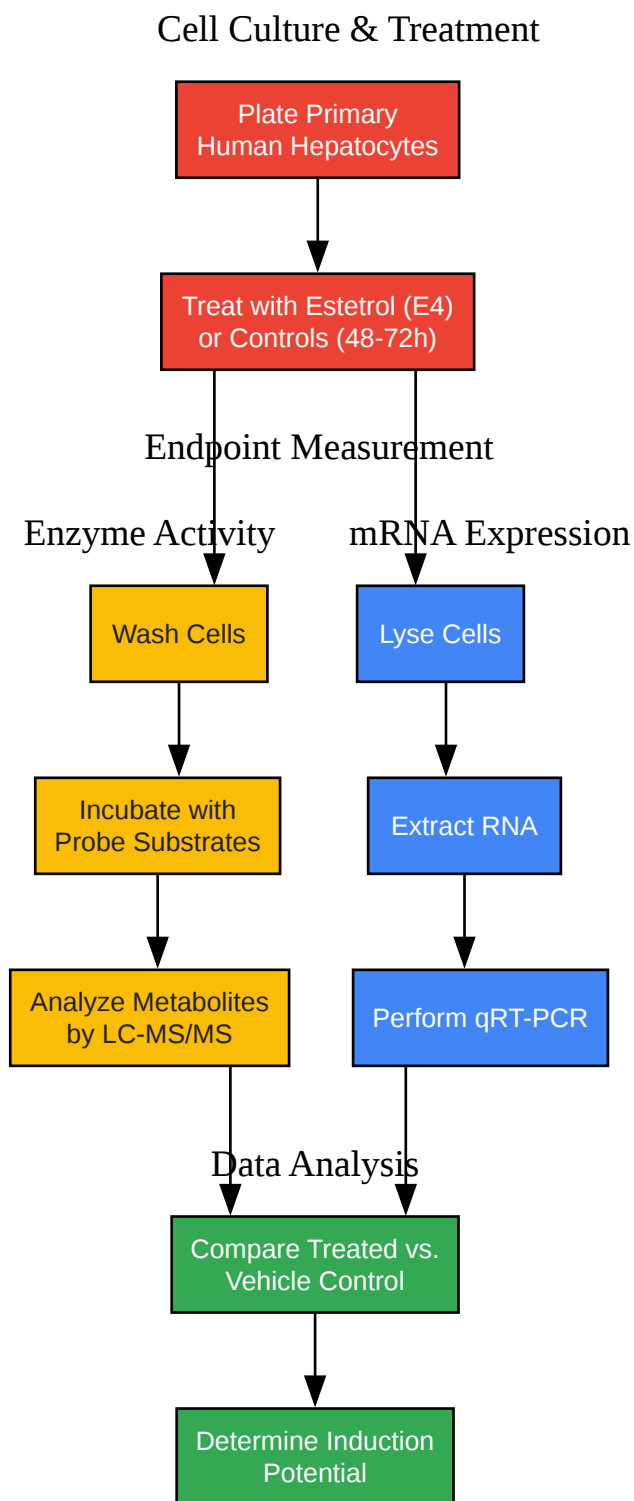 Cell Culture & Treatment
Plate Primary
Human Hepatocytes
Treat with Estetrol (E4)
or Controls (48-72h)
Endpoint Measurement
Enzyme Activity
mRNA Expression
Wash Cells
Lyse Cells
Incubate with
Probe Substrates
Extract RNA
Analyze Metabolites
by LC-MS/MS
Perform qRT-PCR
Data Analysis
Compare Treated vs.
Vehicle Control
Determine Induction
Potential